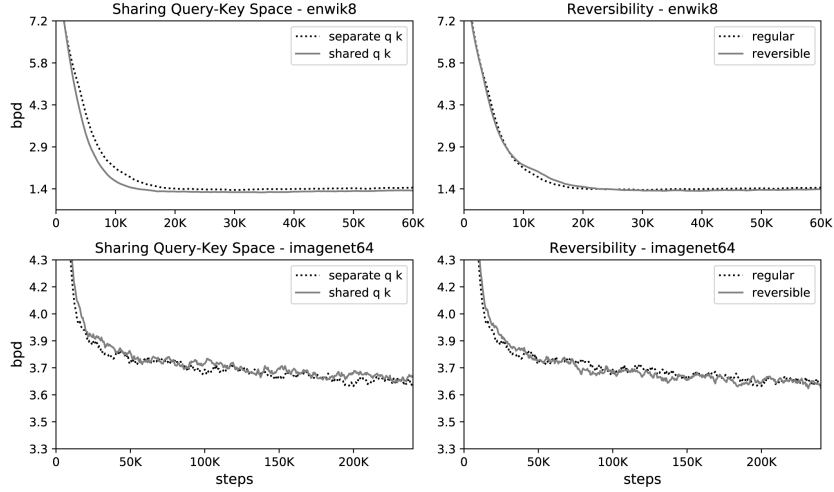 Sharing Query-Key Space - enwik8
bpd
7.2
5.8
4.3
2.9
1.4
separate q k
shared q k
0 10K 20K 30K 40K 50K 60K
Reversibility - enwik8
7.2
5.8
4.3
2.9
1.4
regular
reversible
0 10K 20K 30K 40K 50K 60K
Sharing Query-Key Space - imagenet64
bpd
4.3
4.2
4.0
3.9
3.7
3.6
3.5
3.3
separate q k
shared q k
0 50K 100K 150K 200K
steps
Reversibility - imagenet64
4.3
4.2
4.0
3.9
3.7
3.6
3.5
3.3
regular
reversible
0 50K 100K 150K 200K
steps